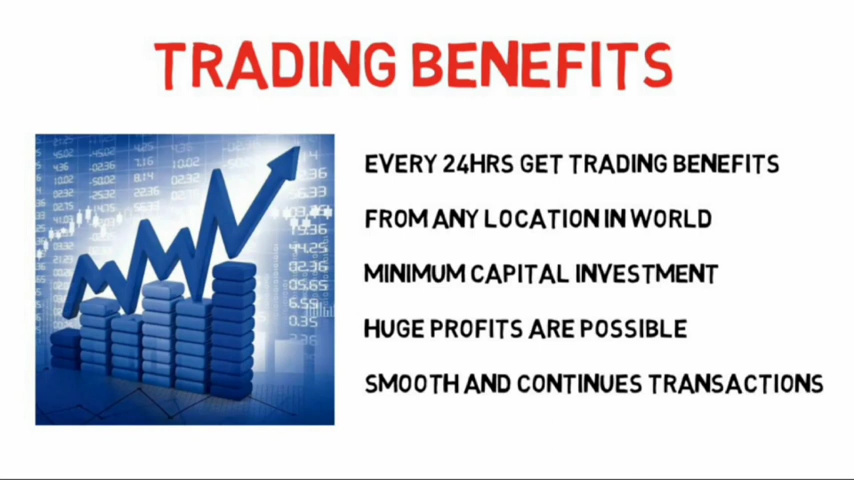 TRADING BENEFITS
EVERY 24HRS GET TRADING BENEFITS
FROM ANY LOCATION IN WORLD
MINIMUM CAPITAL INVESTMENT
HUGE PROFITS ARE POSSIBLE
SMOOTH AND CONTINUES TRANSACTIONS